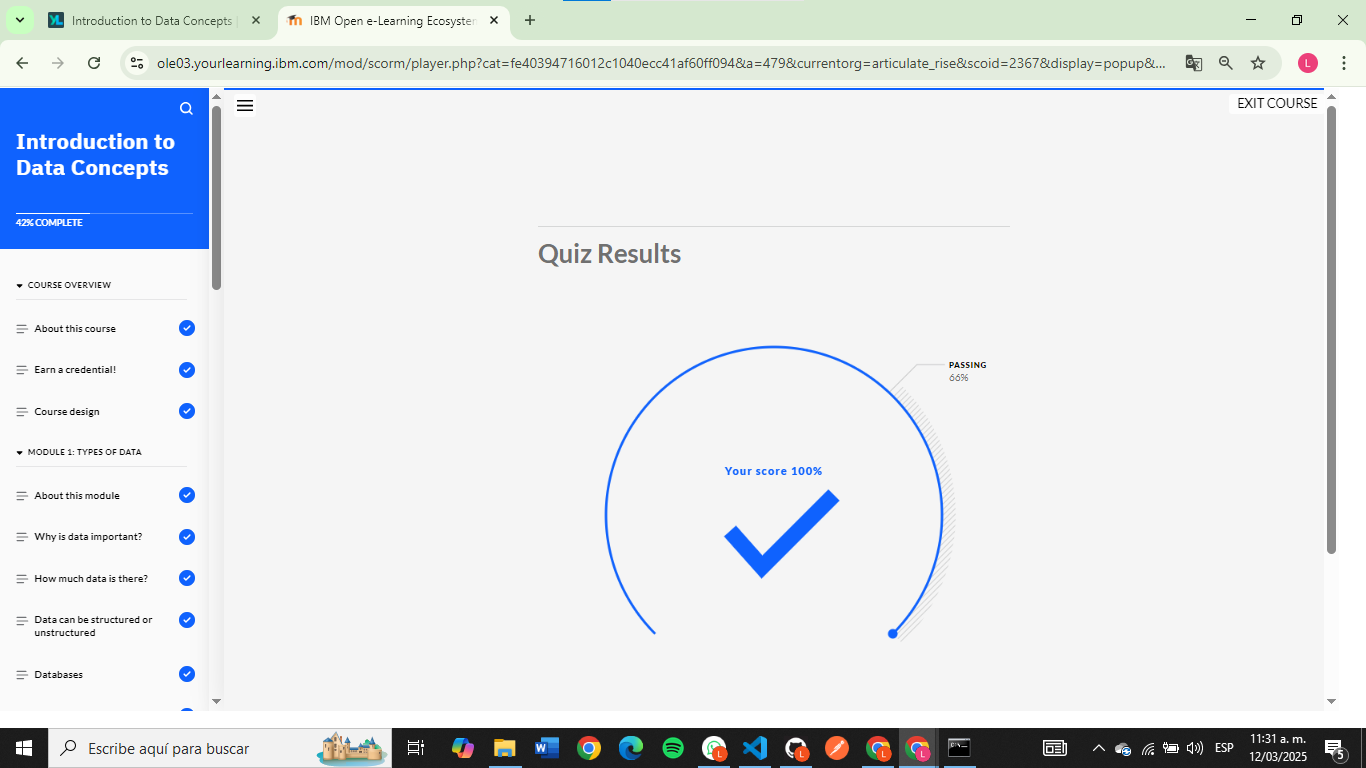 Introduction to Data Concepts
IBM Open e-Learning Ecosystem
ole03.yourlearning.ibm.com/mod/scorm/player.php?cat=fe40394716012c1040ecc41af60ff094&a=479&currentorg=articulate_rise&scoid=2367&display=popup&...
L
Introduction to
Data Concepts
42% COMPLETE
COURSE OVERVIEW
About this course
Earn a credential!
Course design
MODULE 1: TYPES OF DATA
About this module
Why is data important?
How much data is there?
Data can be structured or
unstructured
Databases
EXIT COURSE
Quiz Results
PASSING
66%
Your score 100%
Escribe aquí para buscar
ESP
11:31 a. m.
12/03/2025
5